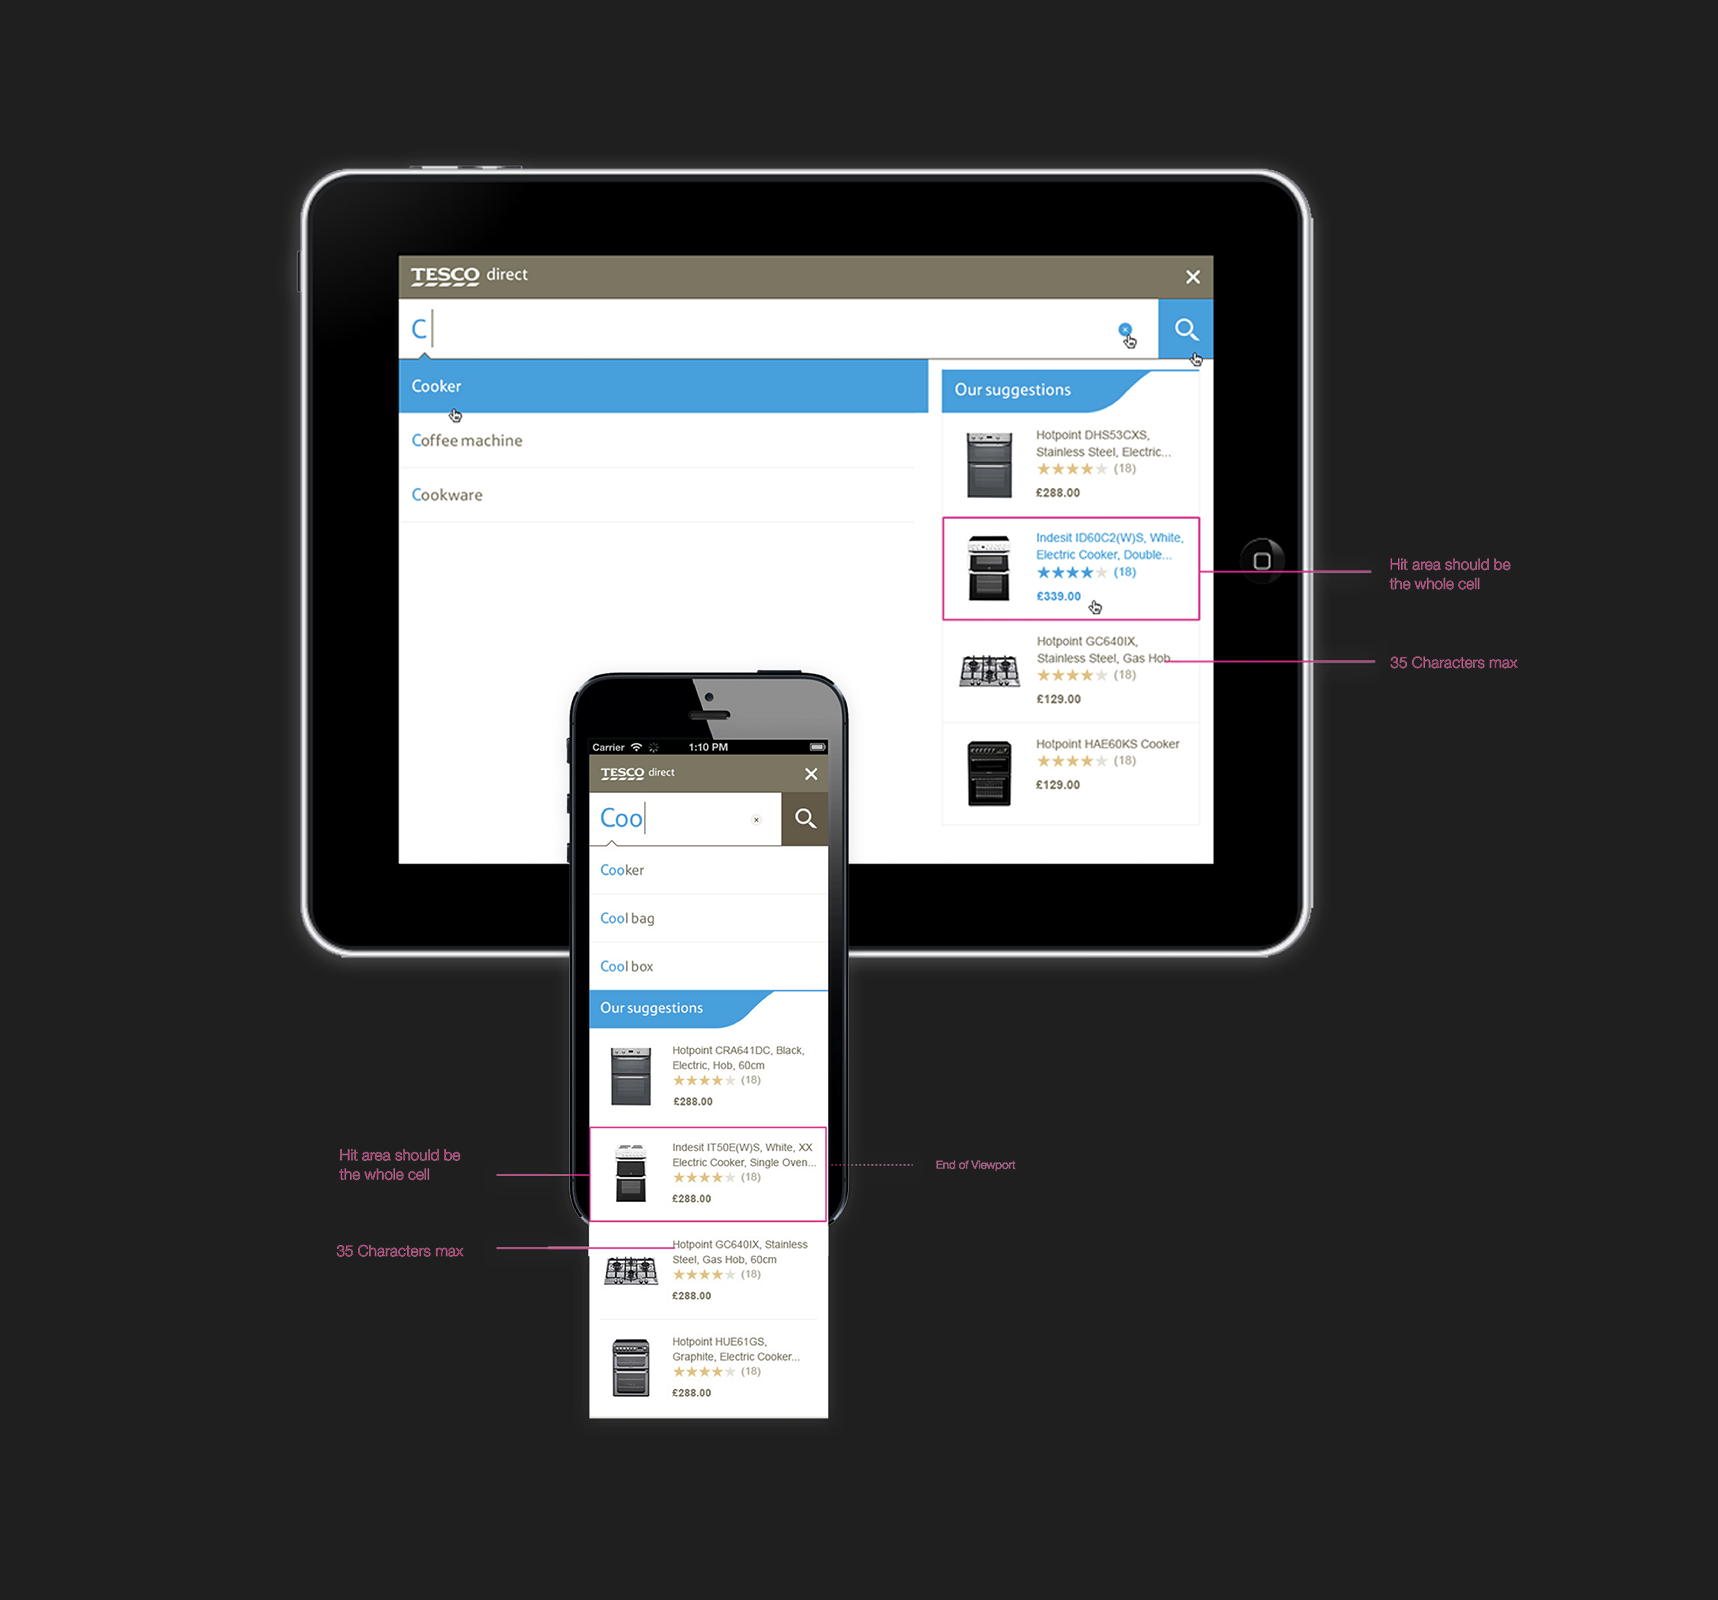 TESCO direct
C
Cooker
Coffee machine
Cookware
Our suggestions
Hotpoint DHS53CXS,
Stainless Steel, Electric...
(18)
£288.00
Indesit ID60C2(W)S, White,
Electric Cooker, Double...
(18)
£339.00
Hotpoint GC640IX,
Stainless Steel, Gas Hob
(18)
£129.00
Hotpoint HAE60KS Cooker
(18)
£129.00
Hit area should be
the whole cell
35 Characters max
Carrier 1:10 PM
TESCO direct
Coo
Cooker
Cool bag
Cool box
Our suggestions
Hotpoint CRA641DC, Black,
Electric, Hob, 60cm
(18)
£288.00
Indesit IT50E(W)S, White, XX
Electric Cooker, Single Oven...
(18)
£288.00
Hotpoint GC640IX, Stainless
Steel, Gas Hob, 60cm
(18)
£288.00
Hotpoint HUE61GS,
Graphite, Electric Cooker...
(18)
£288.00
Hit area should be
the whole cell
35 Characters max
End of Viewport